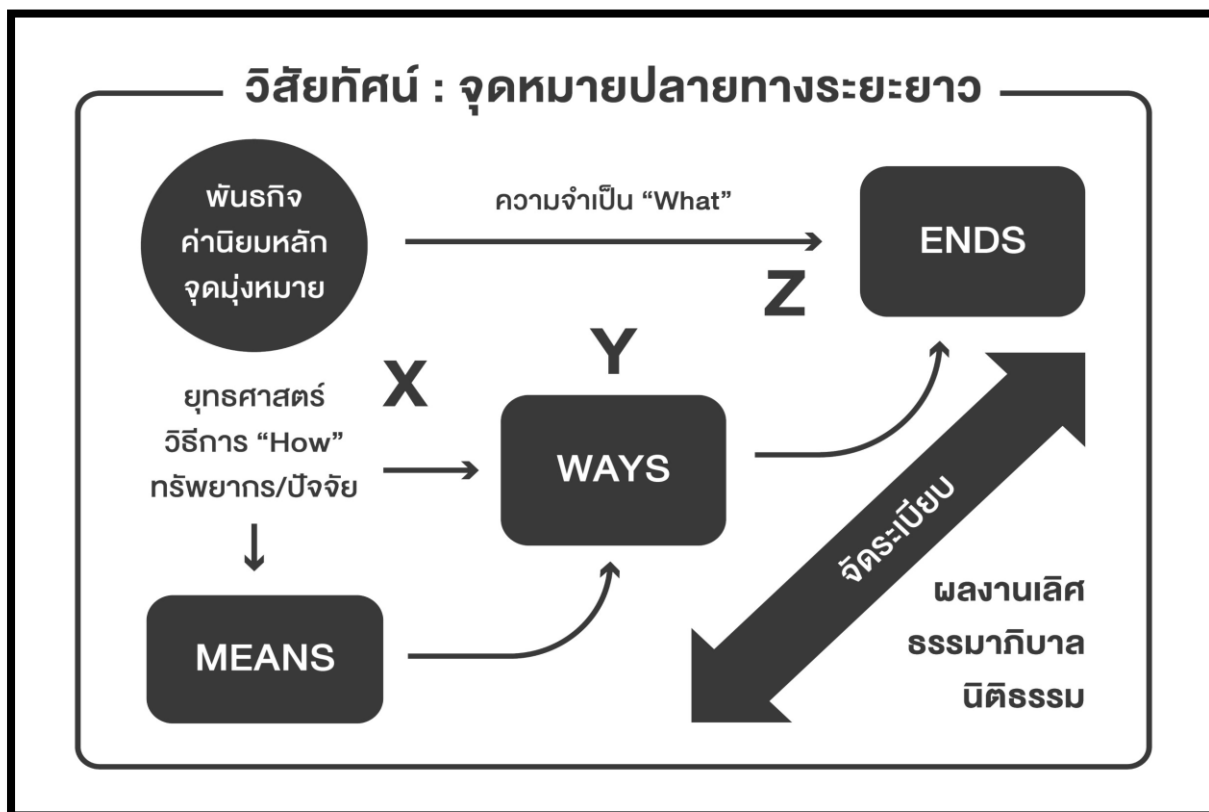 วิสัยทัศน์ : จุดหมายปลายทางระยะยาว
พันธกิจ
ค่านิยมหลัก
จุดมุ่งหมาย
ความจำเป็น “What”
ENDS
Z
Y
X
ยุทธศาสตร์
วิธีการ “How”
ทรัพยากร/ปัจจัย
WAYS
MEANS
จัดระเบียบ
ผลงานเลิศ
ธรรมาภิบาล
นิติธรรม